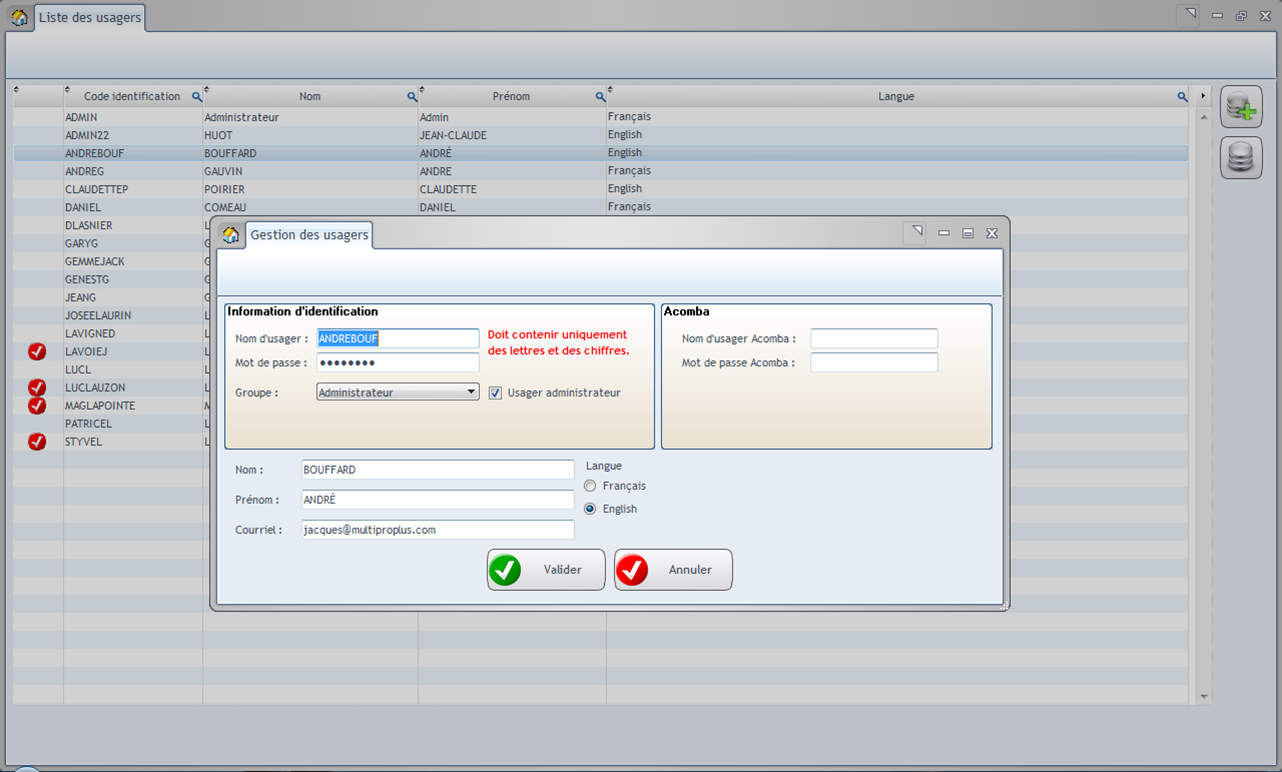 Liste des usagers
Code identification Nom Prénom Langue
ADMIN Administrateur Admin Français
ADMIN22 HUOT JEAN-CLAUDE English
ANDREBOUF BOUFFARD ANDRÉ English
ANDREG GAUVIN ANDRE Français
CLAUDETTEP POIRIER CLAUDETTE English
DANIEL COMEAU DANIEL Français
DLASNIER
GARYG
GEMMEJACK
GENESTG
JEANG
JOSEELAURIN
LAVIGNED
LAVOIEJ
LUCL
LUCLAUZON
MAGLAPOINTE
PATRICEL
STYVEL
Gestion des usagers
Information d'identification
Nom d'usager : ANDREBOUF
Doit contenir uniquement
des lettres et des chiffres.
Mot de passe : ••••••••
Groupe : Administrateur Usager administrateur
Acomba
Nom d'usager Acomba :
Mot de passe Acomba :
Nom : BOUFFARD
Prénom : ANDRÉ
Courriel : jacques@multiproplus.com
Langue
Français
English
Valider Annuler